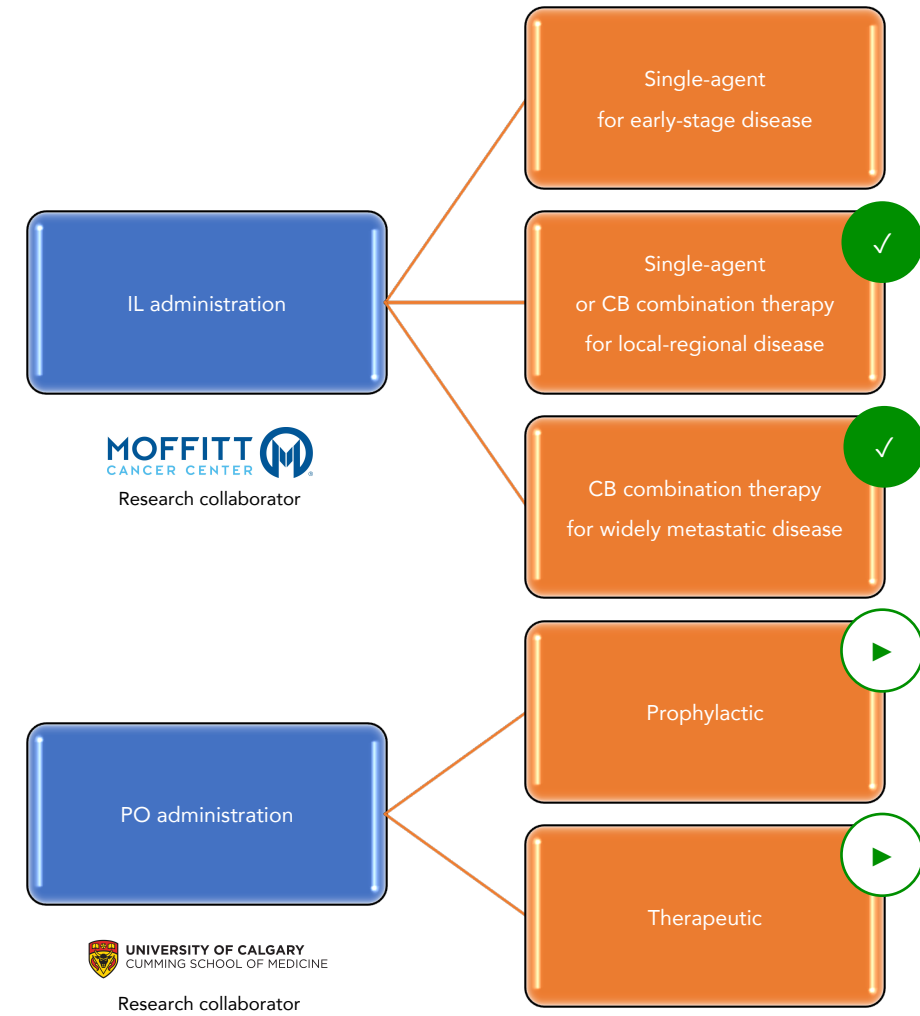 Single-agent
for early-stage disease
IL administration
Single-agent
or CB combination therapy
for local-regional disease
✓
MOFFITT
CANCER CENTER
®
Research collaborator
CB combination therapy
for widely metastatic disease
✓
PO administration
Prophylactic
►
Therapeutic
►
UNIVERSITY OF CALGARY
CUMMING SCHOOL OF MEDICINE
Research collaborator